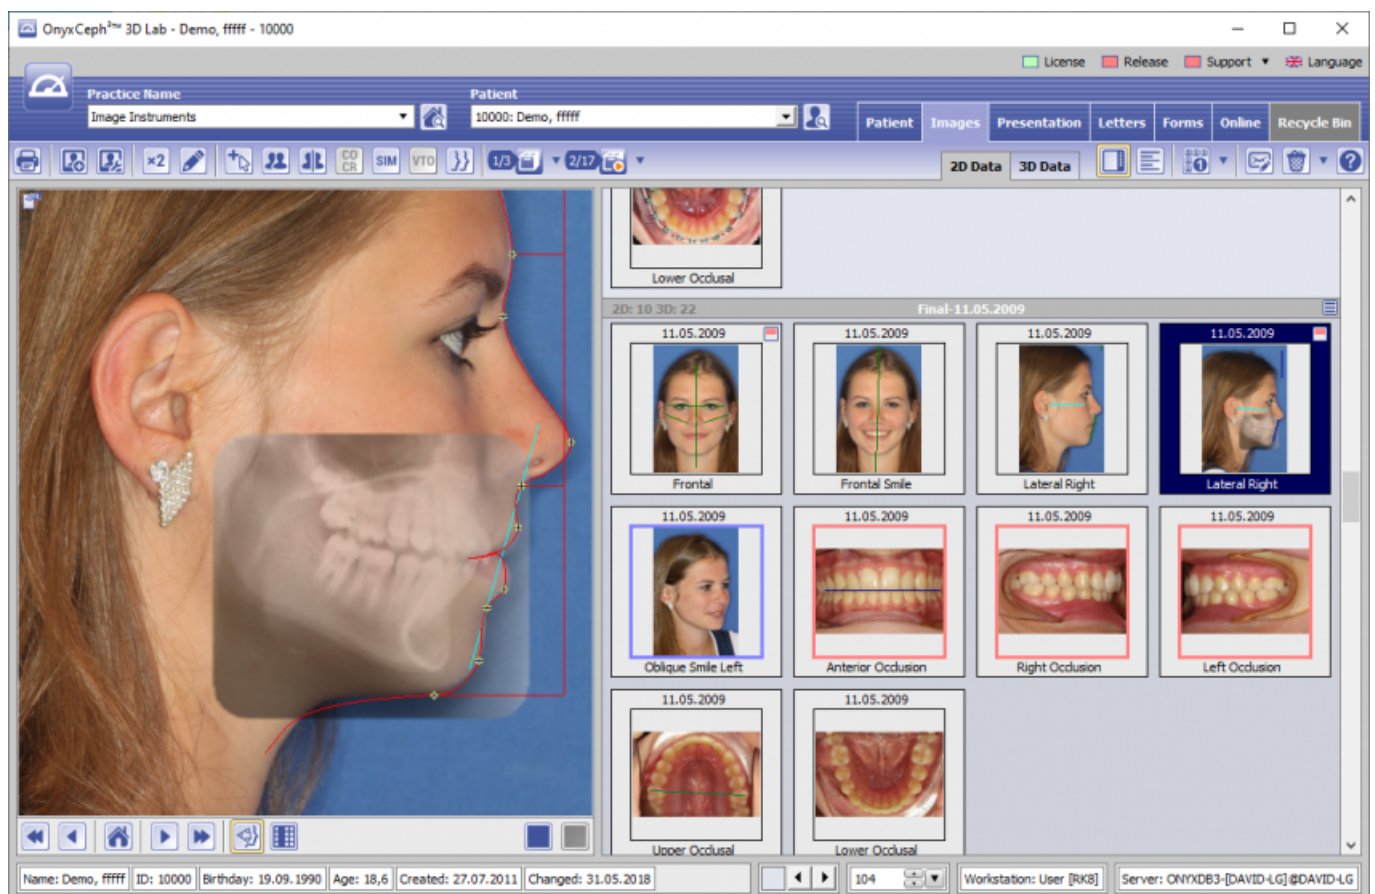 OnyxCeph³™ 3D Lab - Demo, fffff - 10000
License Release Support Language
Practice Name Patient
Image Instruments 10000: Demo, fffff
Patient Images Presentation Letters Forms Online Recycle Bin
×2 CO CR SIM VTO 1/3 2/17
2D Data 3D Data
Lower Occlusal
2D: 10 3D: 22 Final-11.05.2009
11.05.2009 11.05.2009 11.05.2009 11.05.2009
Frontal Frontal Smile Lateral Right Lateral Right
11.05.2009 11.05.2009 11.05.2009 11.05.2009
Oblique Smile Left Anterior Occlusion Right Occlusion Left Occlusion
11.05.2009 11.05.2009
Upper Occlusal Lower Occlusal
Name: Demo, fffff ID: 10000 Birthday: 19.09.1990 Age: 18,6 Created: 27.07.2011 Changed: 31.05.2018 104 Workstation: User [RK8] Server: ONYXDB3-[DAVID-LG]@DAVID-LG